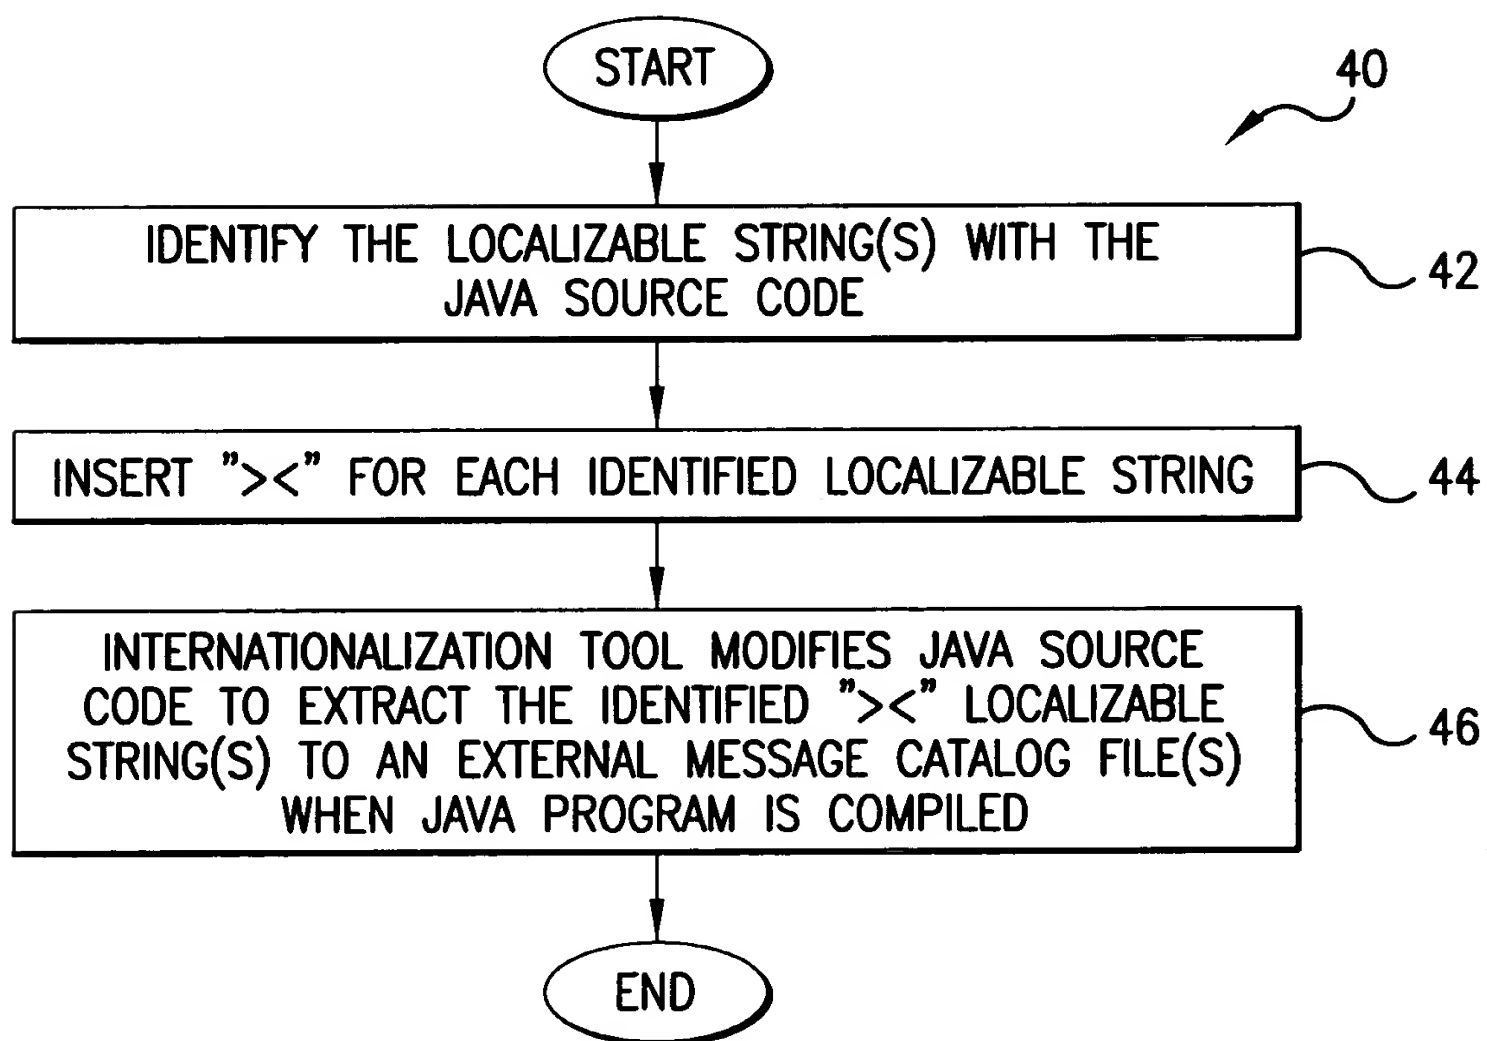 START
40
IDENTIFY THE LOCALIZABLE STRING(S) WITH THE
JAVA SOURCE CODE
42
INSERT ”><” FOR EACH IDENTIFIED LOCALIZABLE STRING
44
INTERNATIONALIZATION TOOL MODIFIES JAVA SOURCE
CODE TO EXTRACT THE IDENTIFIED ”><” LOCALIZABLE
STRING(S) TO AN EXTERNAL MESSAGE CATALOG FILE(S)
WHEN JAVA PROGRAM IS COMPILED
46
END